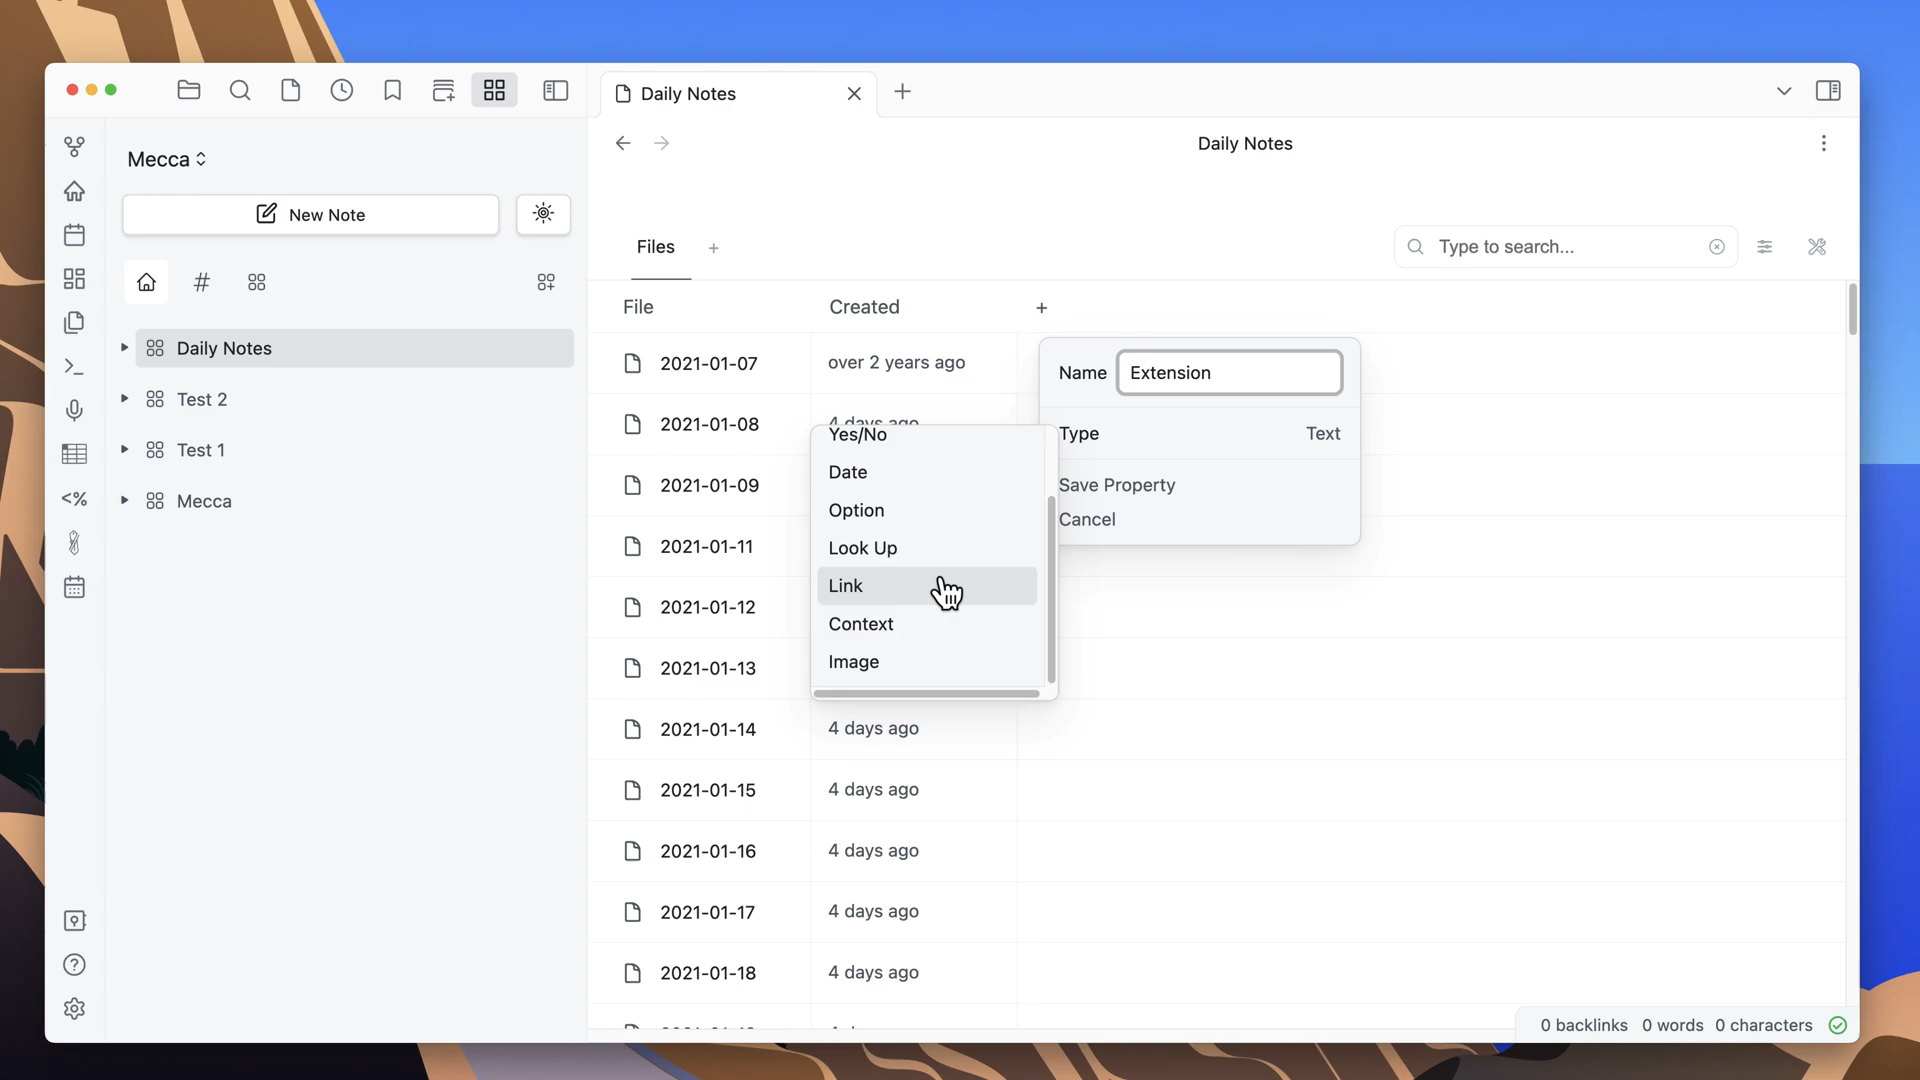 Daily Notes
Mecca
New Note
#
Daily Notes
Test 2
Test 1
Mecca
<%
Daily Notes
Files +
Type to search...
File Created +
2021-01-07 over 2 years ago
2021-01-08 4 days ago
2021-01-09
2021-01-11
2021-01-12
2021-01-13
2021-01-14 4 days ago
2021-01-15 4 days ago
2021-01-16 4 days ago
2021-01-17 4 days ago
2021-01-18 4 days ago
Name Extension
Type Text
Save Property
Cancel
Yes/No
Date
Option
Look Up
Link
Context
Image
0 backlinks 0 words 0 characters